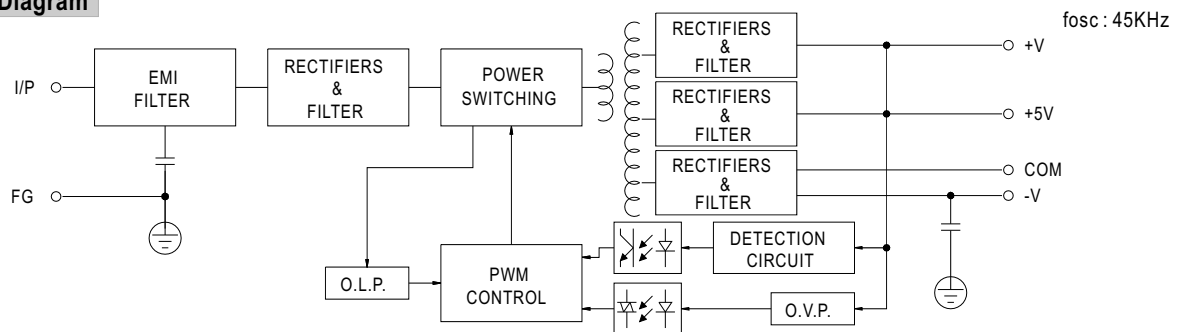 Diagram
fosc : 45KHz
I/P
EMI
FILTER
RECTIFIERS
&
FILTER
POWER
SWITCHING
RECTIFIERS
&
FILTER
+V
RECTIFIERS
&
FILTER
+5V
RECTIFIERS
&
FILTER
COM
-V
FG
O.L.P.
PWM
CONTROL
DETECTION
CIRCUIT
O.V.P.